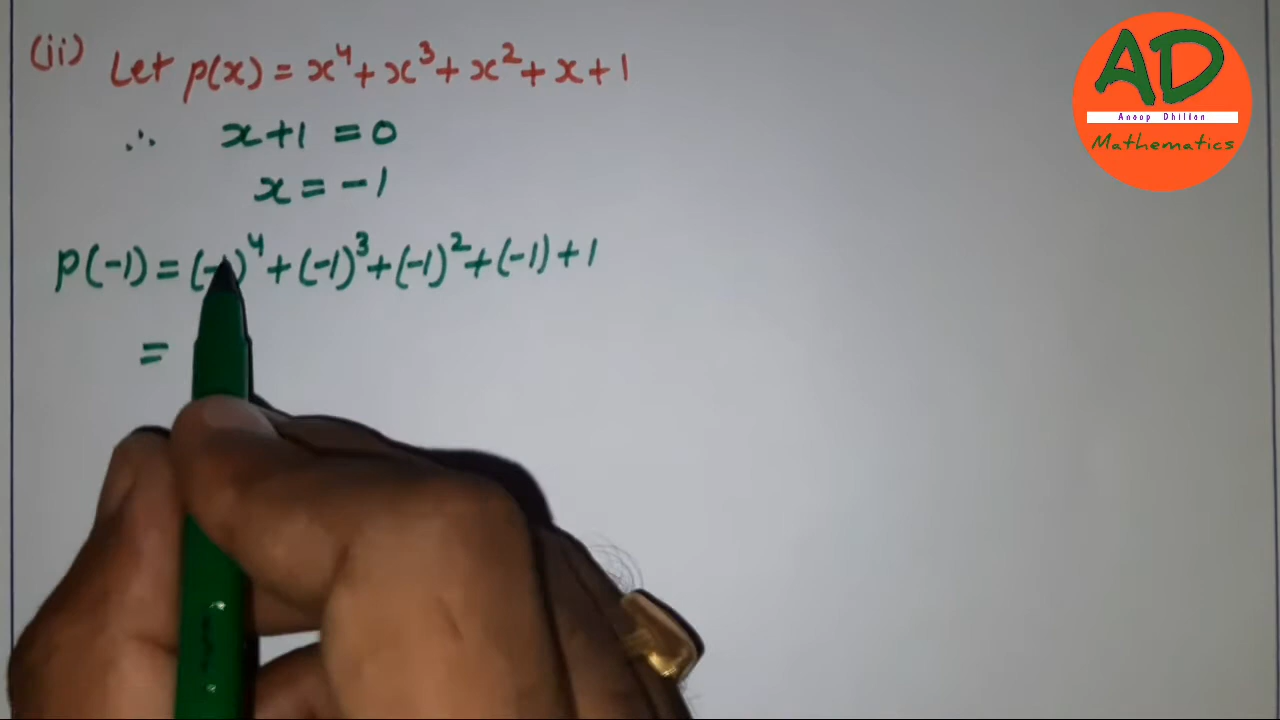 (ii) Let p(x) = x⁴ + x³ + x² + x + 1
∴ x + 1 = 0
x = -1
p(-1) = (-1)⁴ + (-1)³ + (-1)² + (-1) + 1
=
AD
Anoop Dhillon
Mathematics